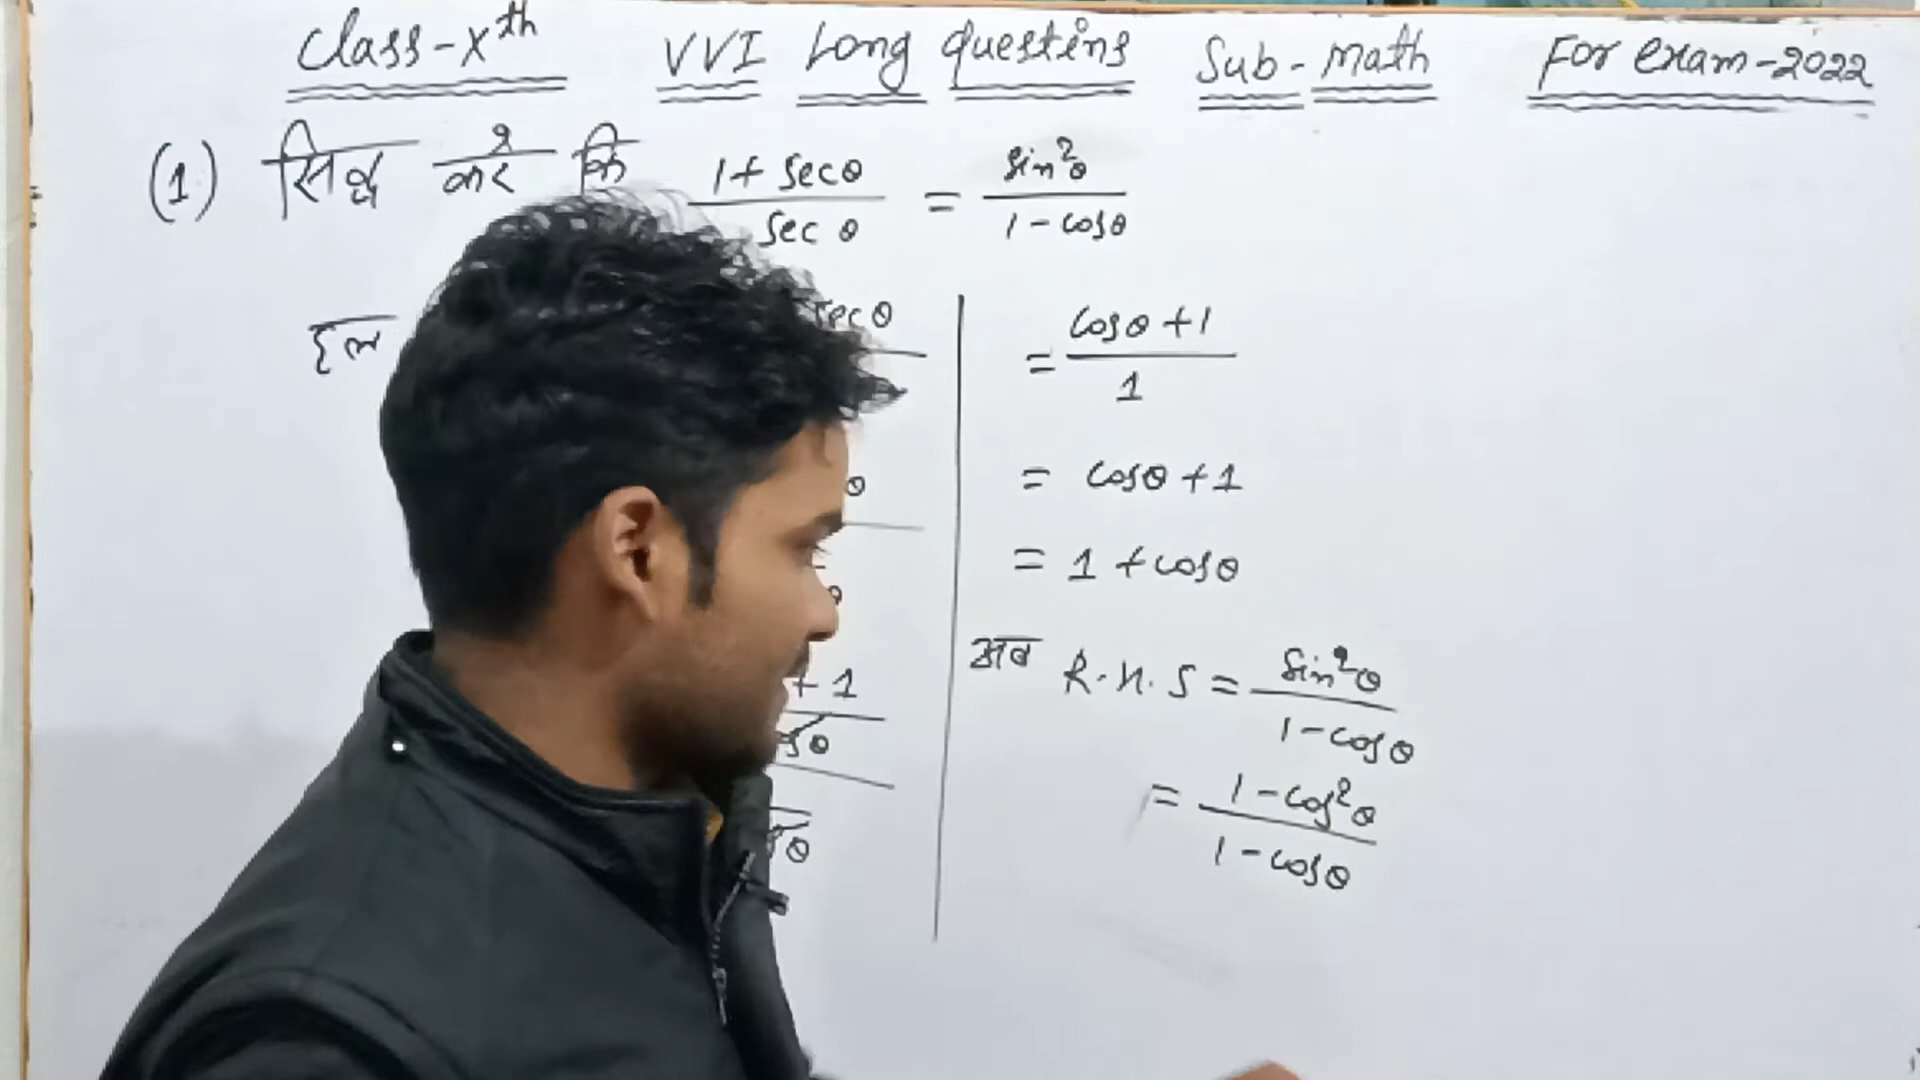 Class-Xth VVI Long questins Sub-Math For exam-2022
(1) सिद्ध करे कि 1+secθ / secθ = sin²θ / 1-cosθ
हल secθ
θ
+1
θ
= cosθ+1 / 1
= cosθ+1
= 1+cosθ
अब R.H.S = sin²θ / 1-cosθ
= 1-cos²θ / 1-cosθ